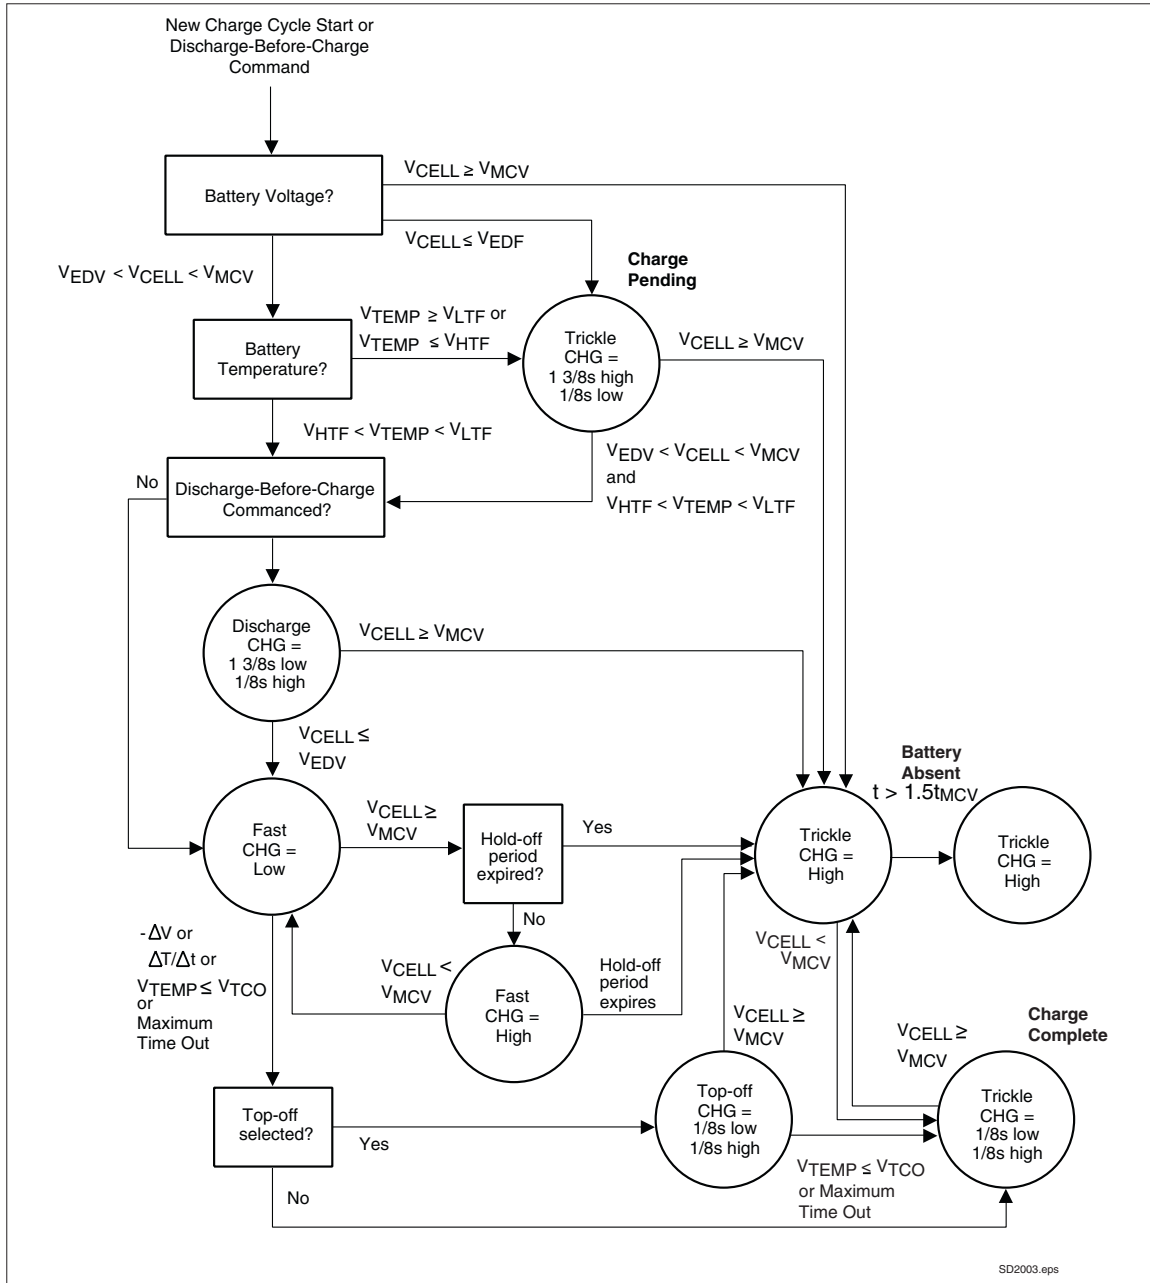 New Charge Cycle Start or
Discharge-Before-Charge
Command
Battery Voltage?
VCELL ≥ VMCV
VCELL ≤ VEDF
VEDV < VCELL < VMCV
Charge
Pending
Battery
Temperature?
VTEMP ≥ VLTF or
VTEMP ≤ VHTF
Trickle
CHG =
1 3/8s high
1/8s low
VCELL ≥ VMCV
VHTF < VTEMP < VLTF
VEDV < VCELL < VMCV
and
VHTF < VTEMP < VLTF
No
Discharge-Before-Charge
Commanced?
Discharge
CHG =
1 3/8s low
1/8s high
VCELL ≥ VMCV
VCELL ≤
VEDV
Battery
Absent
t > 1.5tMCV
Fast
CHG =
Low
VCELL ≥
VMCV
Hold-off
period
expired?
Yes
Trickle
CHG =
High
Trickle
CHG =
High
No
- ΔV or
ΔT/Δt or
VTEMP ≤ VTCO
or
Maximum
Time Out
VCELL <
VMCV
Fast
CHG =
High
Hold-off
period
expires
VCELL <
VMCV
VCELL ≥
VMCV
VCELL ≥
VMCV
Charge
Complete
Top-off
selected?
Yes
Top-off
CHG =
1/8s low
1/8s high
Trickle
CHG =
1/8s low
1/8s high
VTEMP ≤ VTCO
or Maximum
Time Out
No
SD2003.eps